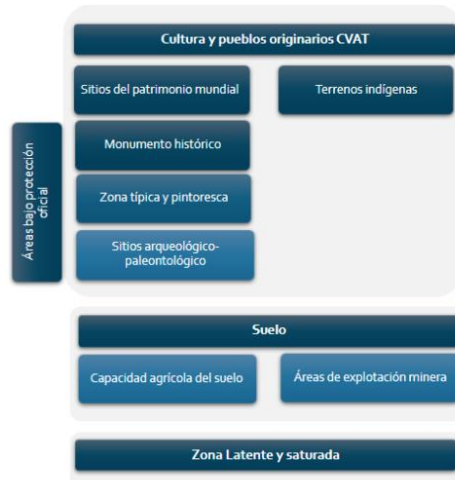 Cultura y pueblos originarios CVAT
Sitios del patrimonio mundial
Terrenos indígenas
Monumento histórico
Zona típica y pintoresca
Sitios arqueológico-
paleontológico
Áreas bajo protección
oficial
Suelo
Capacidad agrícola del suelo
Áreas de explotación minera
Zona Latente y saturada